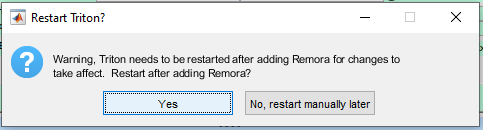 Restart Triton?
Warning, Triton needs to be restarted after adding Remora for changes to
take affect.  Restart after adding Remora?
Yes
No, restart manually later